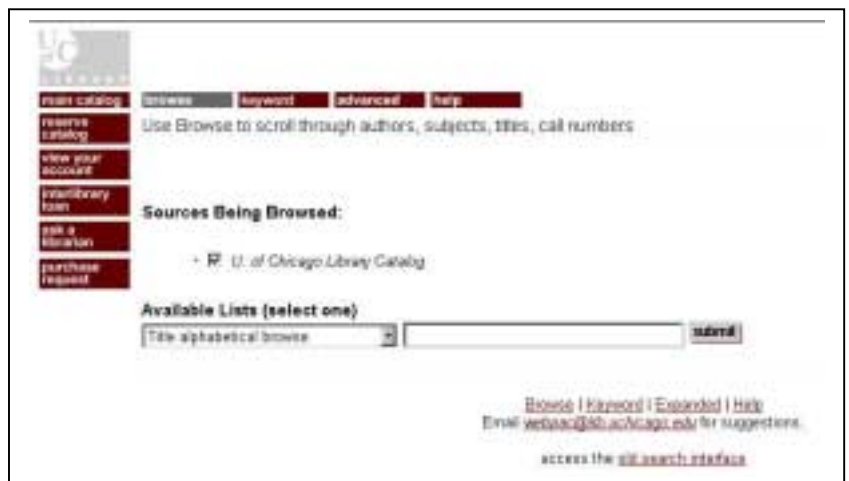 LIBRARY
main catalog
reserve catalog
view your account
interlibrary loan
ask a librarian
purchase request
browse keyword advanced help
Use Browse to scroll through authors, subjects, titles, call numbers
Sources Being Browsed:
U. of Chicago Library Catalog
Available Lists (select one)
Title alphabetical browse submit
Browse | Keyword | Expanded | Help
Email webpac@lib.uchicago.edu for suggestions.
access the old search interface